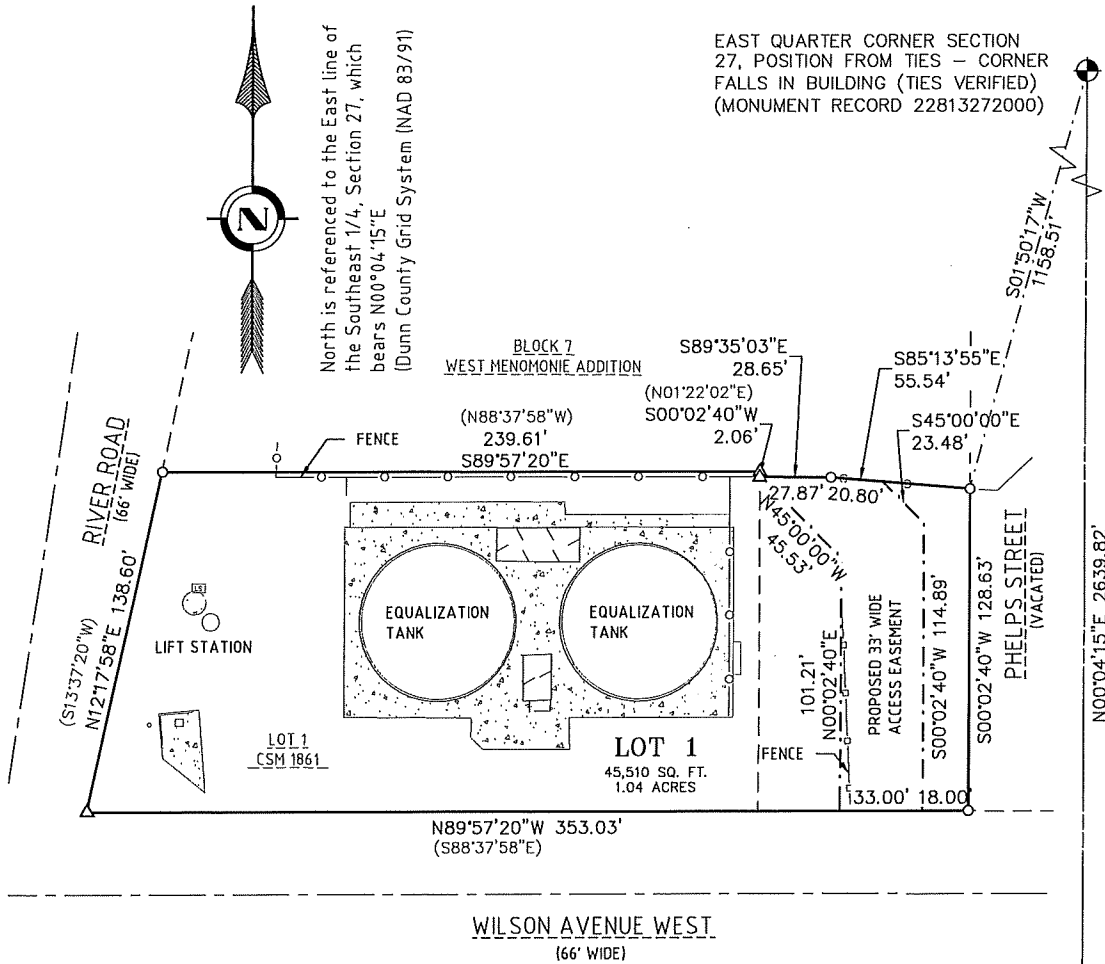 EAST QUARTER CORNER SECTION
27, POSITION FROM TIES – CORNER
FALLS IN BUILDING (TIES VERIFIED)
(MONUMENT RECORD 22813272000)
North is referenced to the East line of
the Southeast 1/4, Section 27, which
bears N00°04'15"E
(Dunn County Grid System (NAD 83/91)
N
S01°50'17"W
1158.51'
BLOCK 7
WEST MENOMONIE ADDITION
S89°35'03"E
28.65'
S85°13'55"E
55.54'
(N01°22'02"E)
S00°02'40"W
2.06'
S45°00'00"E
23.48'
(N88°37'58"W)
239.61'
S89°57'20"E
FENCE
RIVER ROAD
(66' WIDE)
27.87' 20.80'
N45°00'00"W
45.53'
(S13°37'20"W)
N12°17'58"E 138.60'
LS
LIFT STATION
EQUALIZATION
TANK
EQUALIZATION
TANK
101.21'
N00°02'40"E
PROPOSED 33' WIDE
ACCESS EASEMENT
S00°02'40"W 114.89'
S00°02'40"W 128.63'
PHELPS STREET
(VACATED)
N00°04'15"E 2639.82'
LOT 1
CSM 1861
LOT 1
45,510 SQ. FT.
1.04 ACRES
FENCE
33.00' 18.00'
N89°57'20"W 353.03'
(S88°37'58"E)
WILSON AVENUE WEST
(66' WIDE)